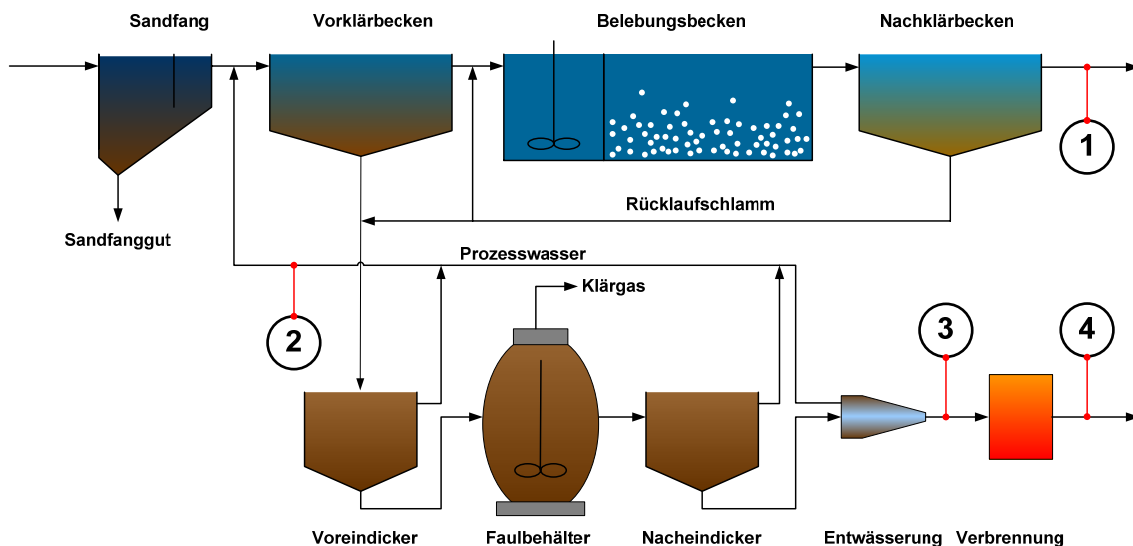 Sandfang
Vorklärbecken
Belebungsbecken
Nachklärbecken
1
Rücklaufschlamm
Sandfanggut
Prozesswasser
Klärgas
2
3
4
Voreindicker
Faulbehälter
Nacheindicker
Entwässerung
Verbrennung